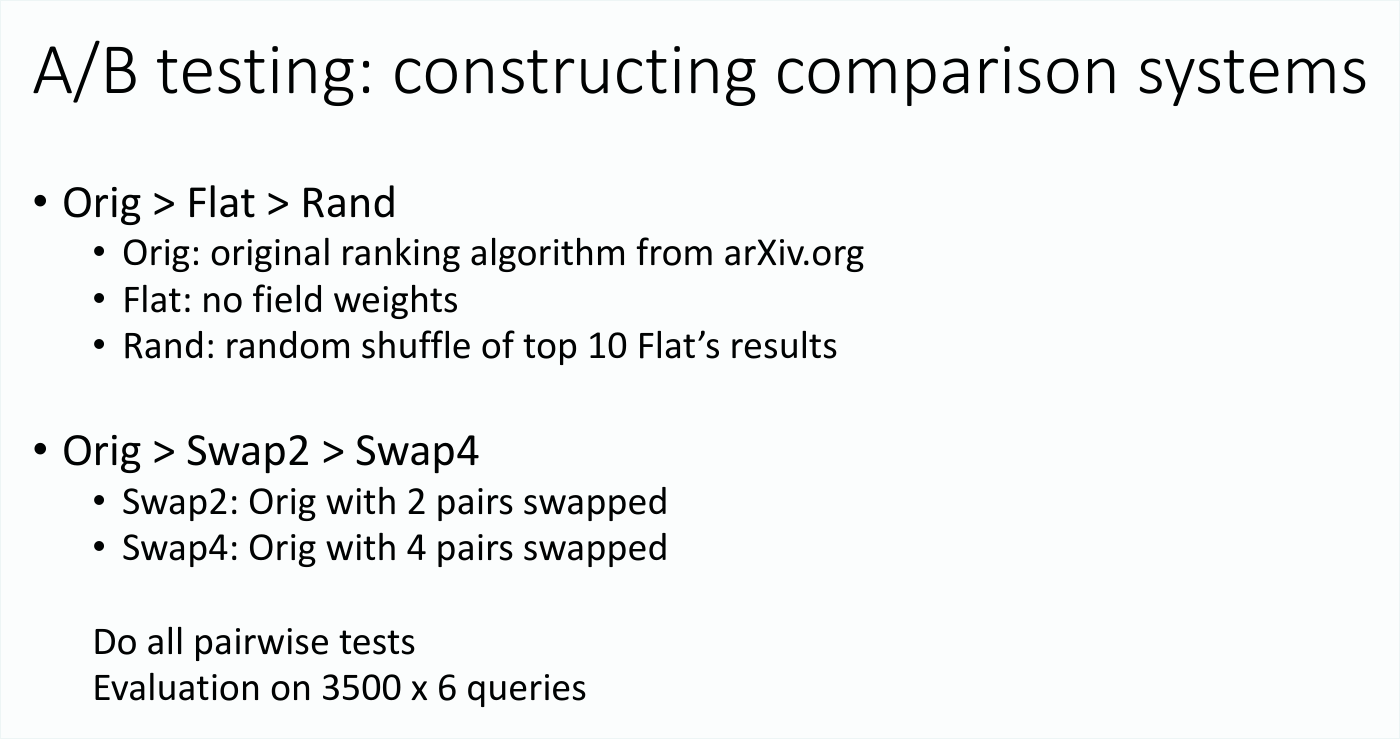 A/B testing: constructing comparison systems
• Orig > Flat > Rand
• Orig: original ranking algorithm from arXiv.org
• Flat: no field weights
• Rand: random shuffle of top 10 Flat’s results
• Orig > Swap2 > Swap4
• Swap2: Orig with 2 pairs swapped
• Swap4: Orig with 4 pairs swapped
Do all pairwise tests
Evaluation on 3500 x 6 queries